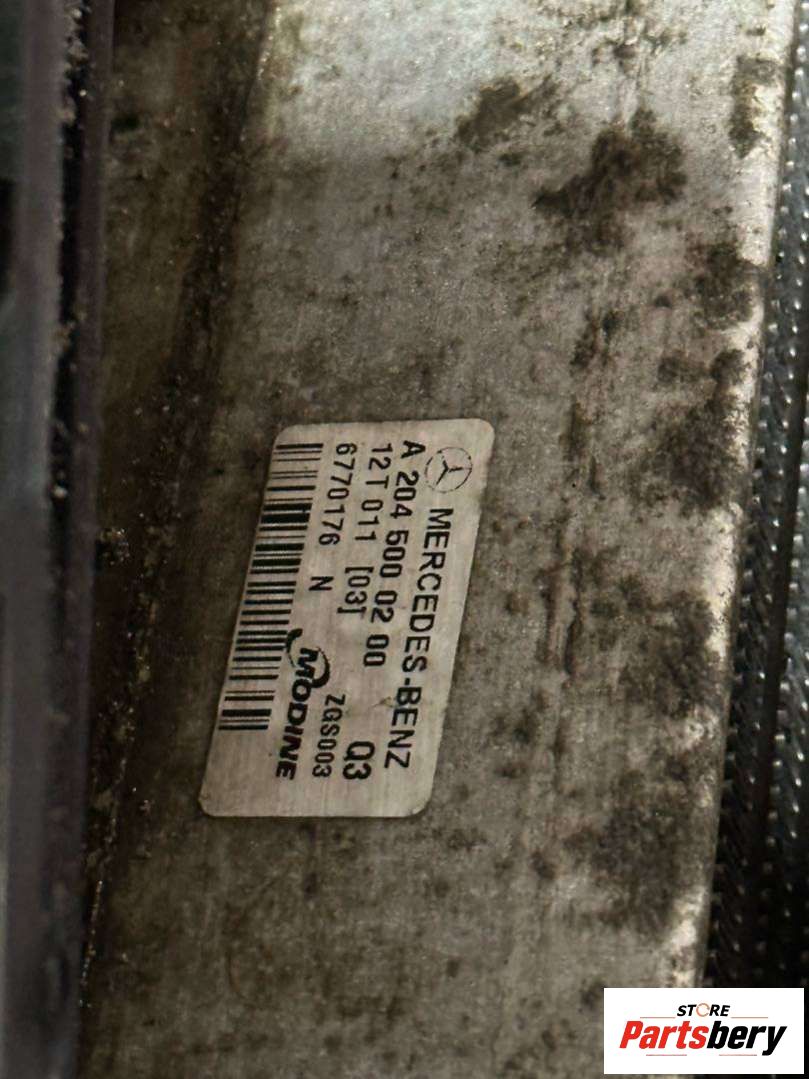 MERCEDES-BENZ
A 204 500 02 00 Q3
12T 011 [03] ZGS003
6770176 N MODINE
STORE
Partsbery